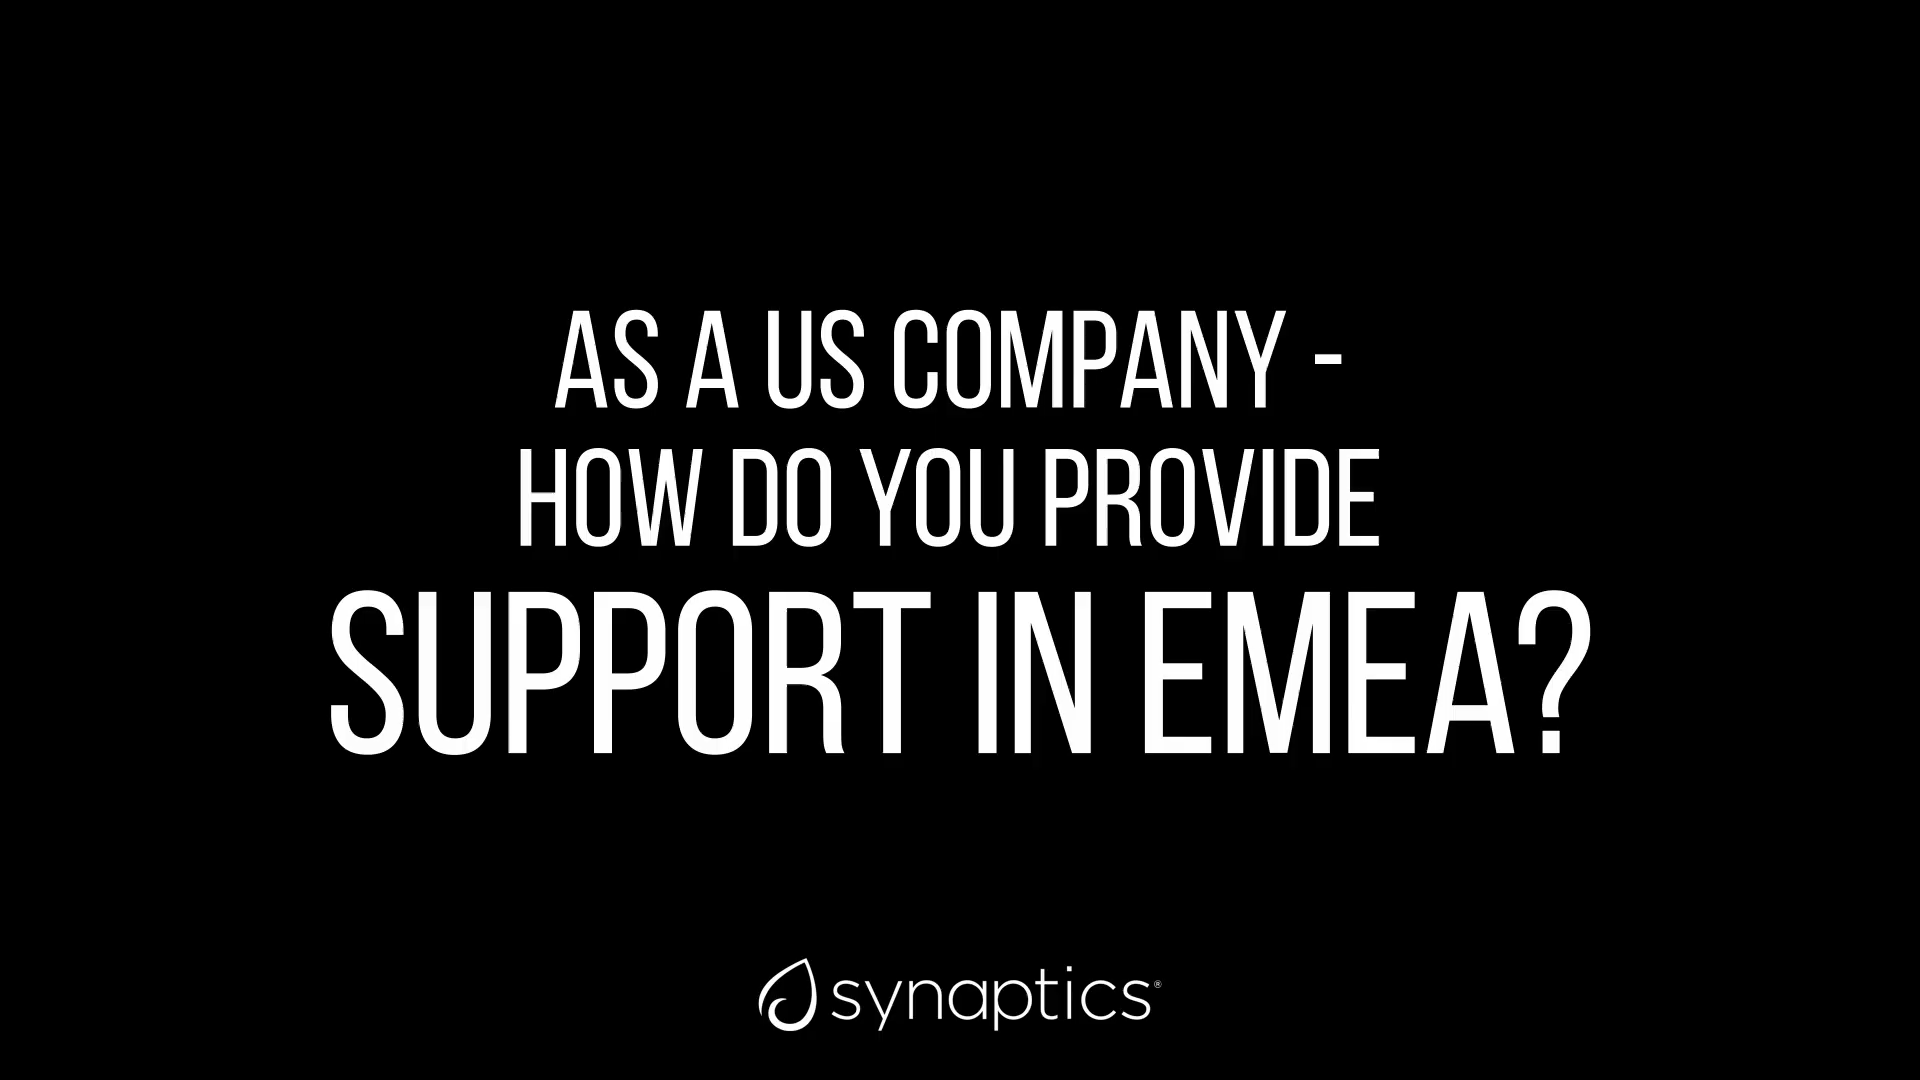 AS A US COMPANY -
HOW DO YOU PROVIDE
SUPPORT IN EMEA?
synaptics®